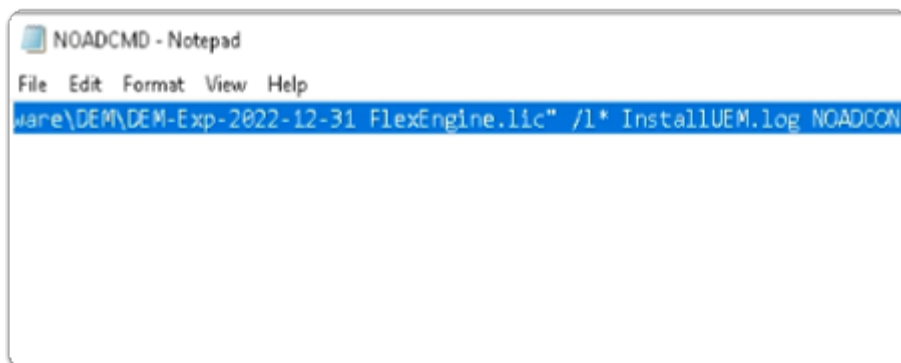 NOADCMD - Notepad
File Edit Format View Help
ware\DEM\DEM-Exp-2022-12-31 FlexEngine.lic" /l* InstallUEM.log NOADCON